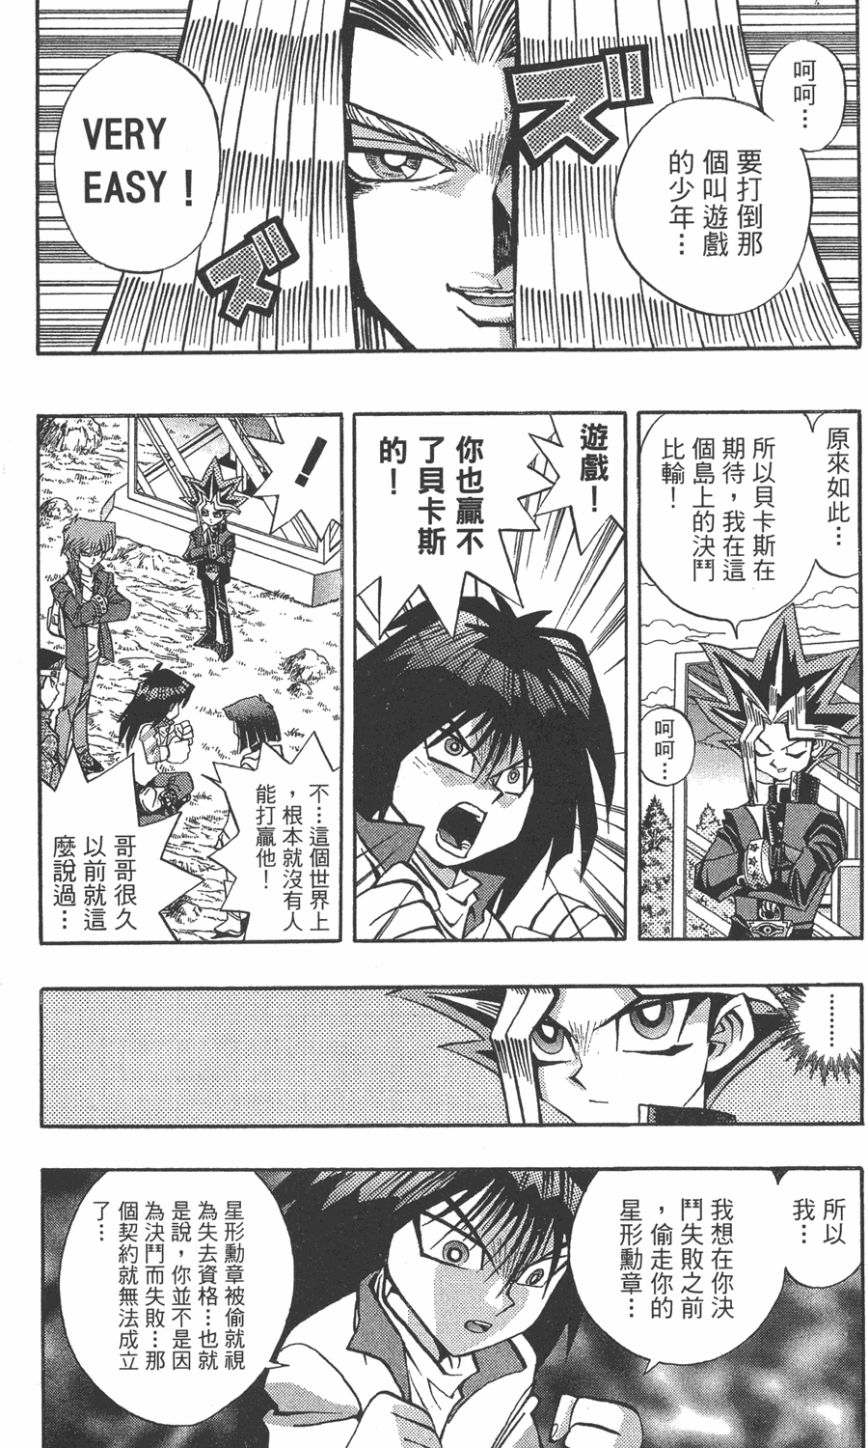 呵呵…
要打倒那
個叫遊戲
的少年…
ズ
VERY
EASY！
ズ
原來如此…
所以貝卡斯在
期待，我在這
個島上的決鬥
比輸！
呵呵…
遊戲！
你也贏不
了貝卡斯
的！
！
不…這個世界上
，根本就沒有人
能打贏他！
哥哥很久
以前就這
麼說過…
………
所以
我…
我想在你決
鬥失敗之前
，偷走你的
星形勳章…
星形勳章被偷就視
為失去資格…也就
是說，你並不是因
為決鬥而失敗…那
個契約就無法成立
了…